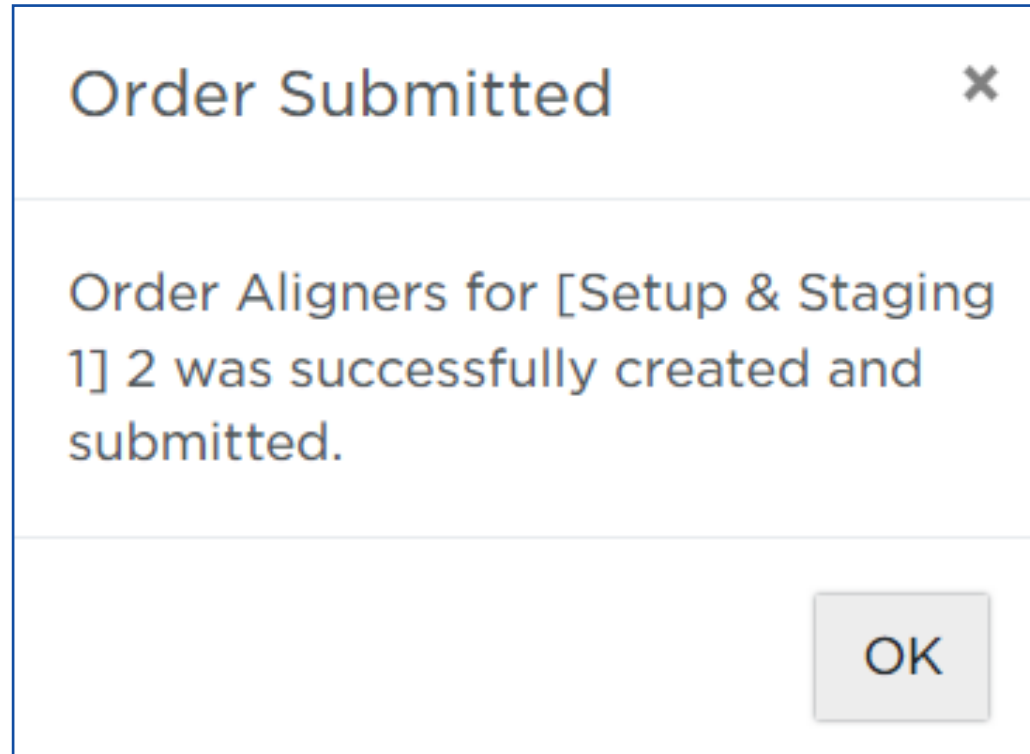 Order Submitted
Order Aligners for [Setup & Staging
1] 2 was successfully created and
submitted.
OK